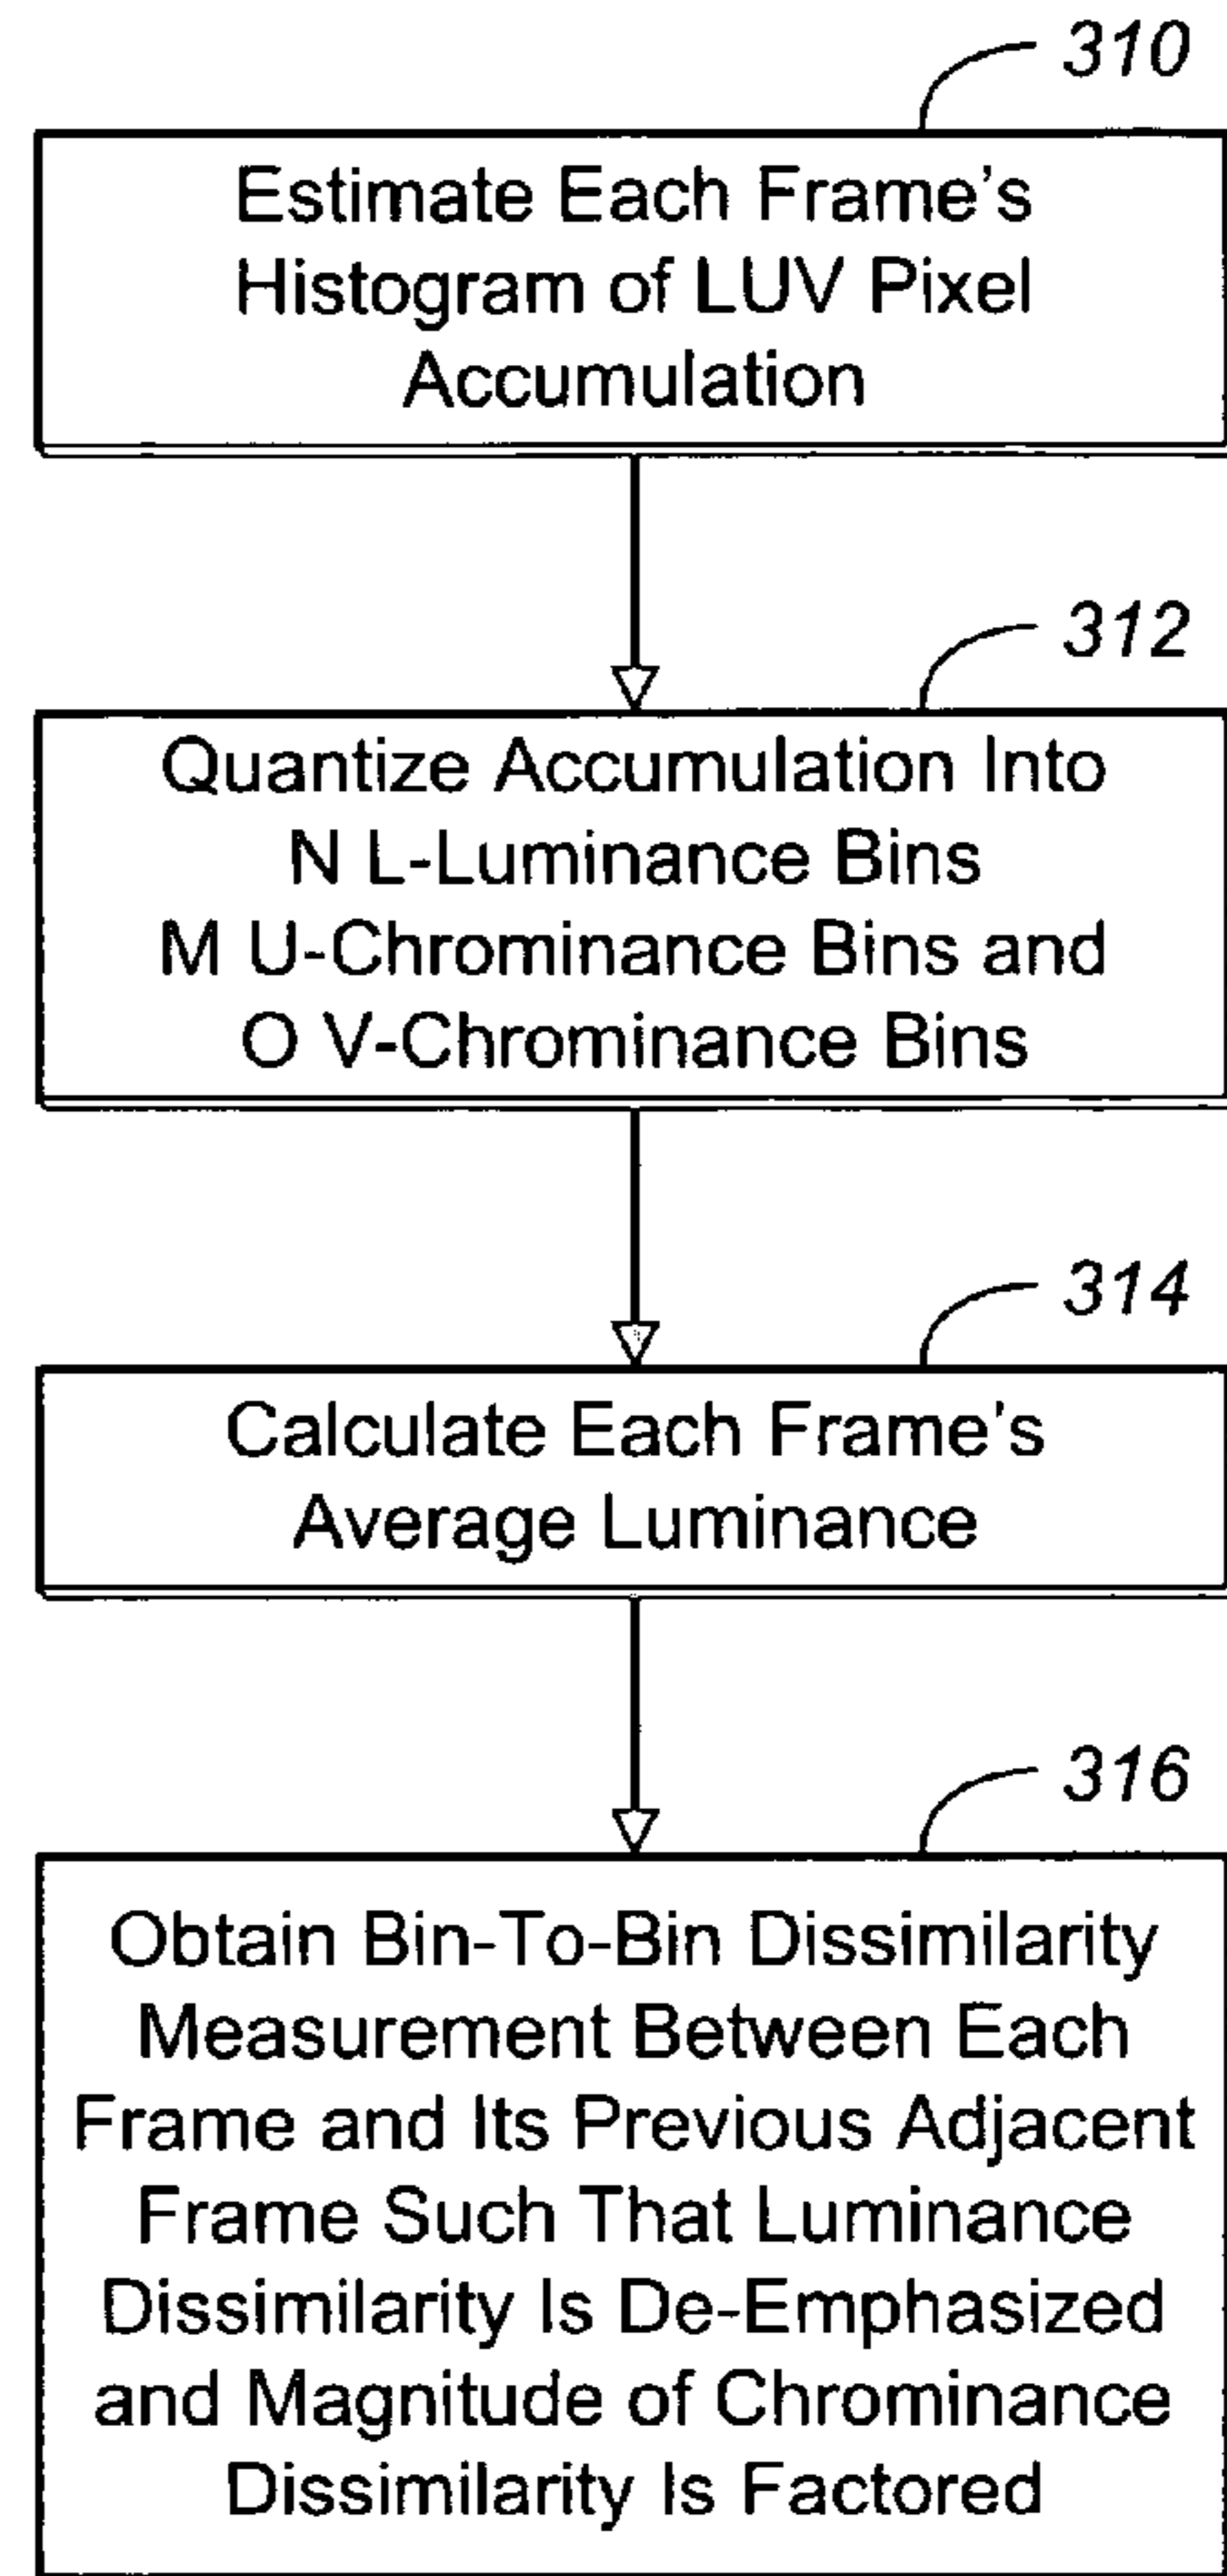 310
Estimate Each Frame's
Histogram of LUV Pixel
Accumulation
312
Quantize Accumulation Into
N L-Luminance Bins
M U-Chrominance Bins and
O V-Chrominance Bins
314
Calculate Each Frame's
Average Luminance
316
Obtain Bin-To-Bin Dissimilarity
Measurement Between Each
Frame and Its Previous Adjacent
Frame Such That Luminance
Dissimilarity Is De-Emphasized
and Magnitude of Chrominance
Dissimilarity Is Factored